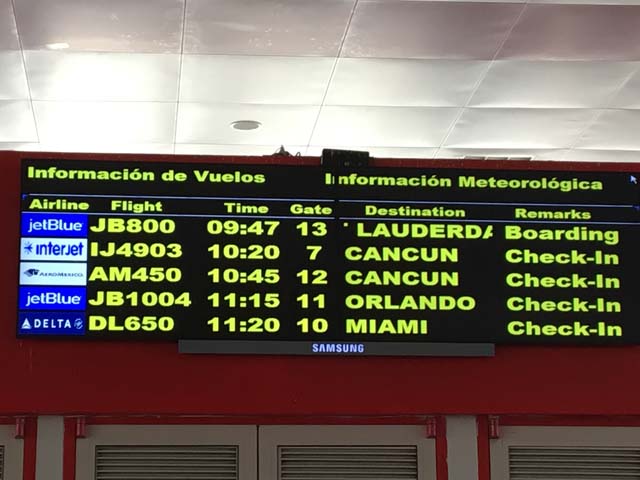 Información de Vuelos Información Meteorológica
Airline Flight Time Gate Destination Remarks
jetBlue JB800 09:47 13 LAUDERDA Boarding
interjet IJ4903 10:20 7 CANCUN Check-In
AEROMEXICO AM450 10:45 12 CANCUN Check-In
jetBlue JB1004 11:15 11 ORLANDO Check-In
DELTA DL650 11:20 10 MIAMI Check-In
SAMSUNG